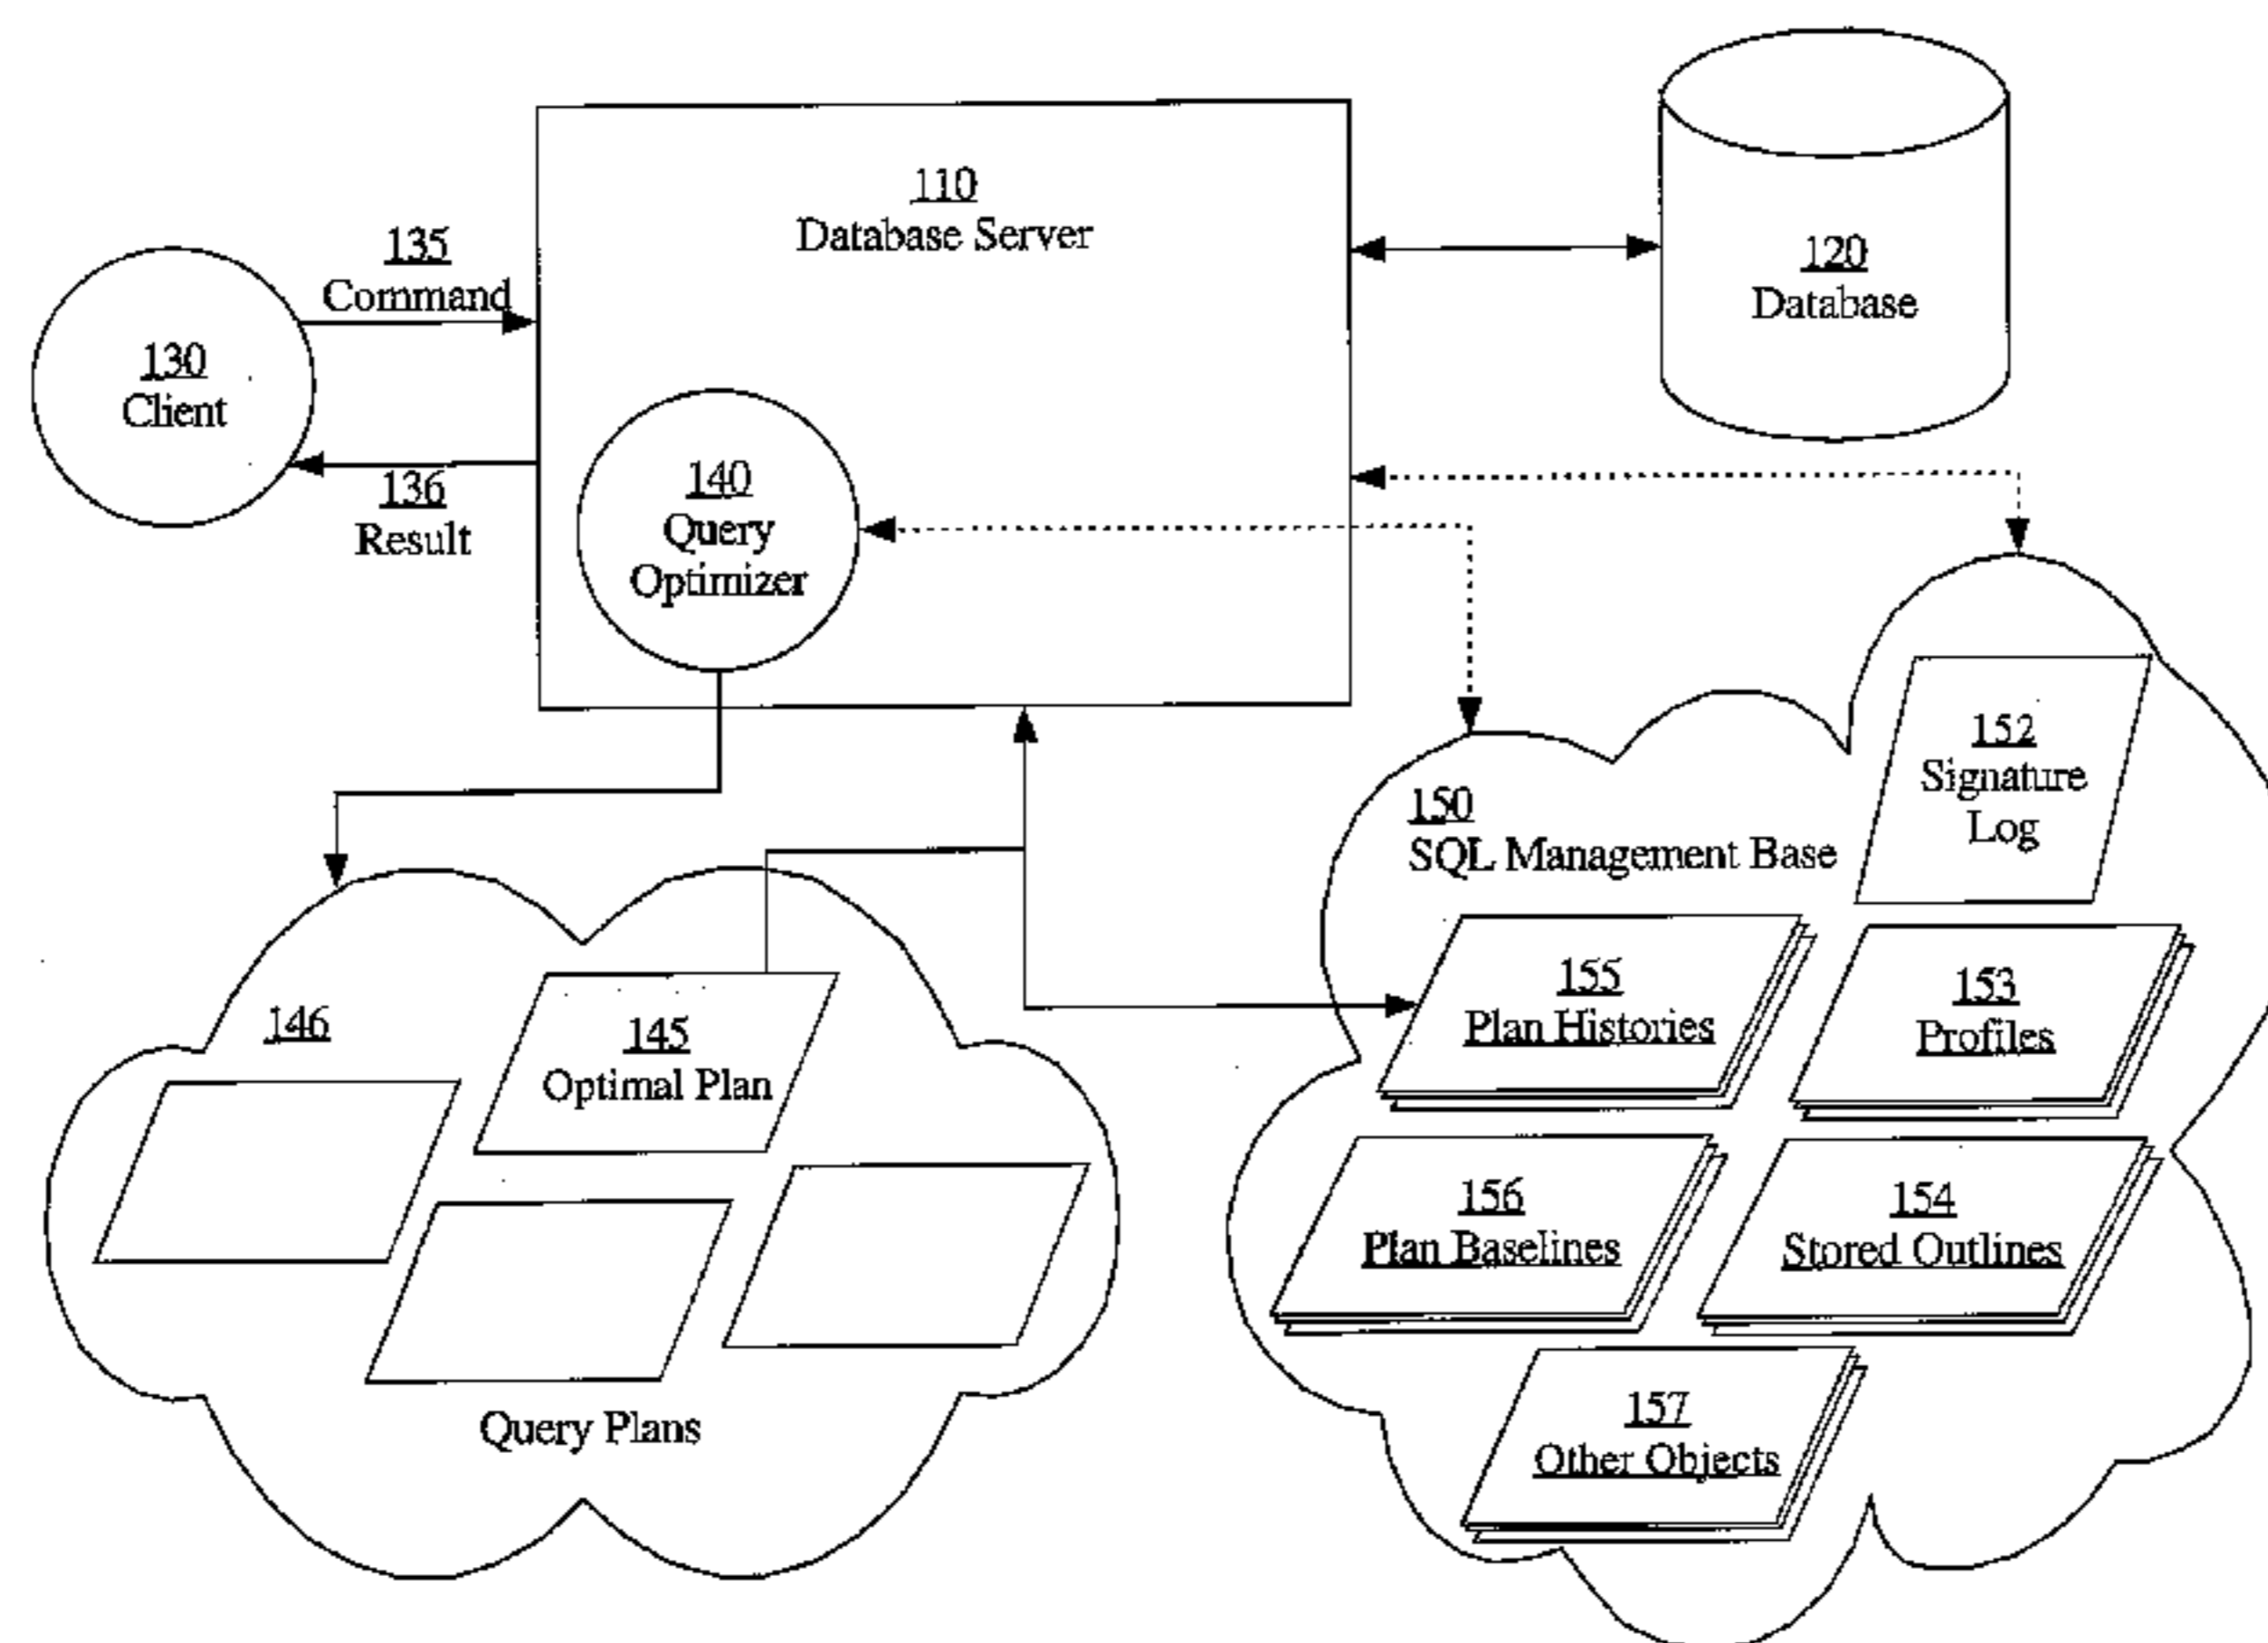 110
Database Server
135
Command
120
Database
130
Client
136
Result
140
Query
Optimizer
152
Signature
Log
150
SQL Management Base
155
Plan Histories
153
Profiles
146
145
Optimal Plan
156
Plan Baselines
154
Stored Outlines
157
Other Objects
Query Plans